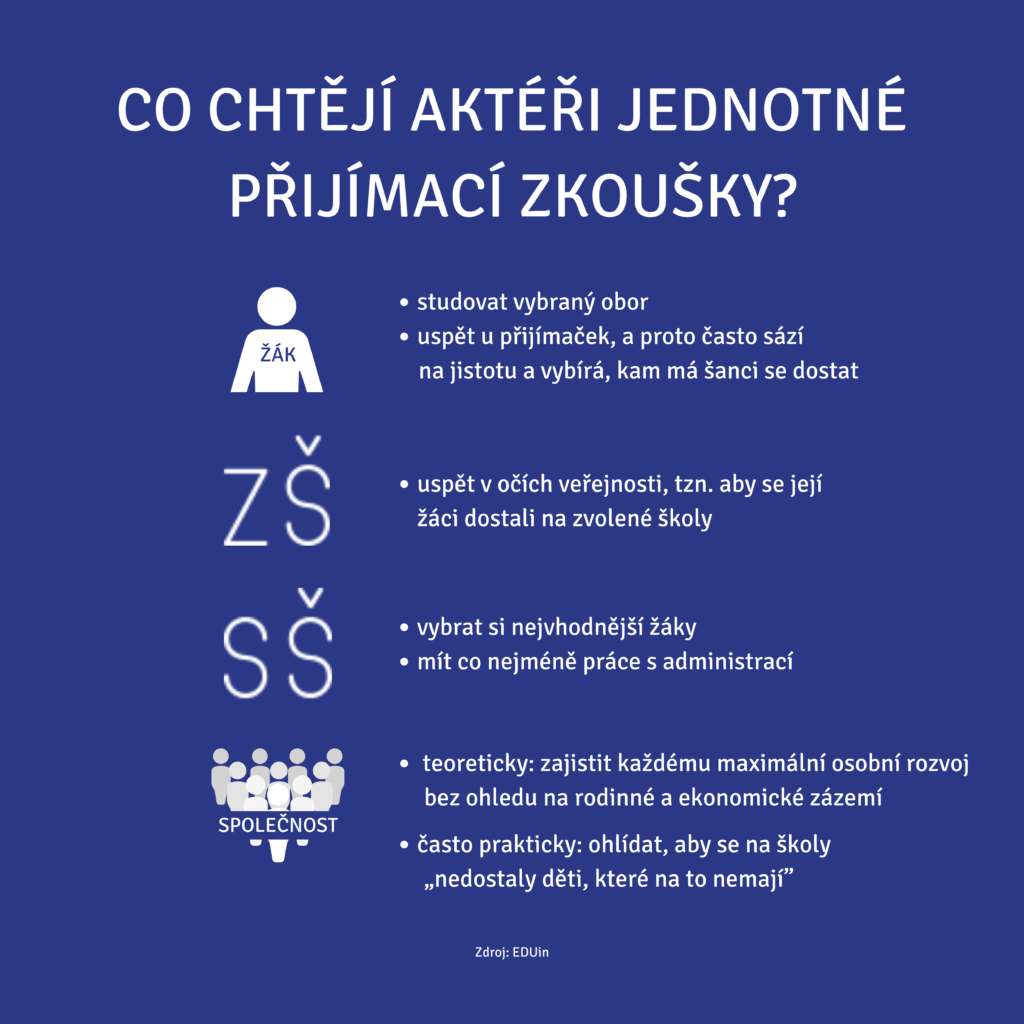 CO CHTĚJÍ AKTÉŘI JEDNOTNÉ
PŘIJÍMACÍ ZKOUŠKY?
ŽÁK
• studovat vybraný obor
• uspět u přijímaček, a proto často sází
na jistotu a vybírá, kam má šanci se dostat
ZŠ
• uspět v očích veřejnosti, tzn. aby se její
žáci dostali na zvolené školy
SŠ
• vybrat si nejvhodnější žáky
• mít co nejméně práce s administrací
SPOLEČNOST
• teoreticky: zajistit každému maximální osobní rozvoj
bez ohledu na rodinné a ekonomické zázemí
• často prakticky: ohlídat, aby se na školy
„nedostaly děti, které na to nemají”
Zdroj: EDUin